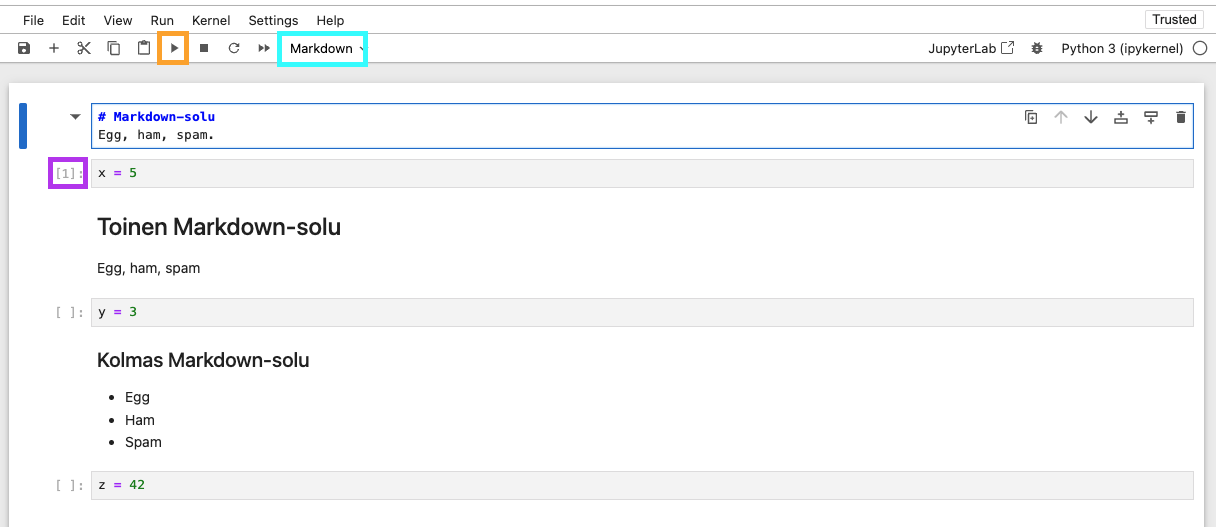 File Edit View Run Kernel Settings Help Trusted
Markdown JupyterLab Python 3 (ipykernel)
# Markdown-solu
Egg, ham, spam.
[1]: x = 5
Toinen Markdown-solu
Egg, ham, spam
[ ]: y = 3
Kolmas Markdown-solu
• Egg
• Ham
• Spam
[ ]: z = 42